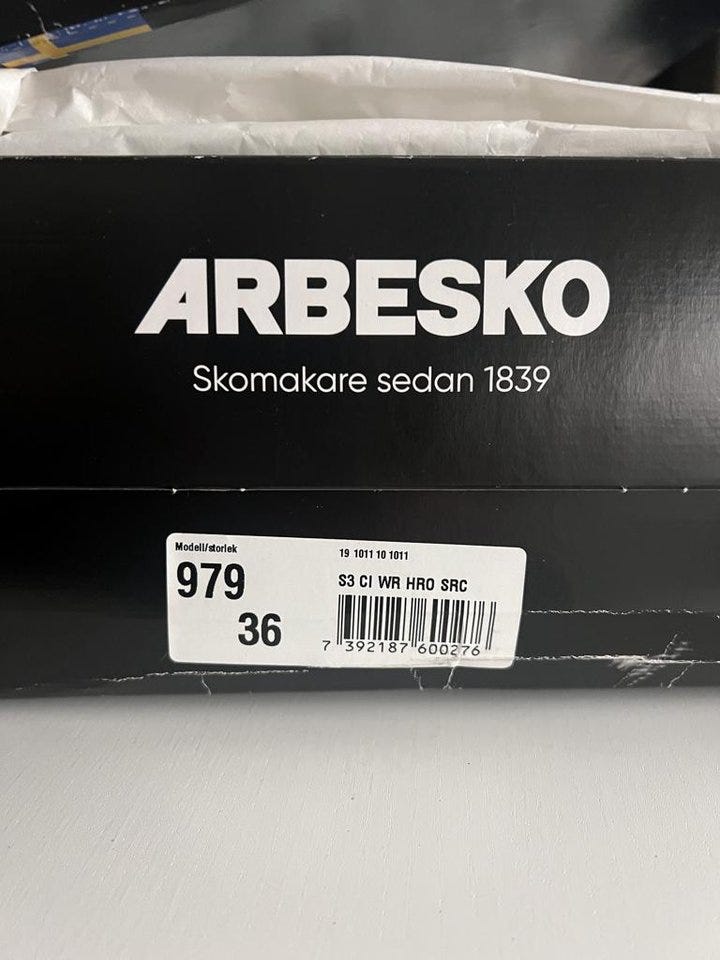 ARBESKO
Skomakare sedan 1839
Modell/storlek
979
36
19 1011 10 1011
S3 CI WR HRO SRC
7 392187 600276